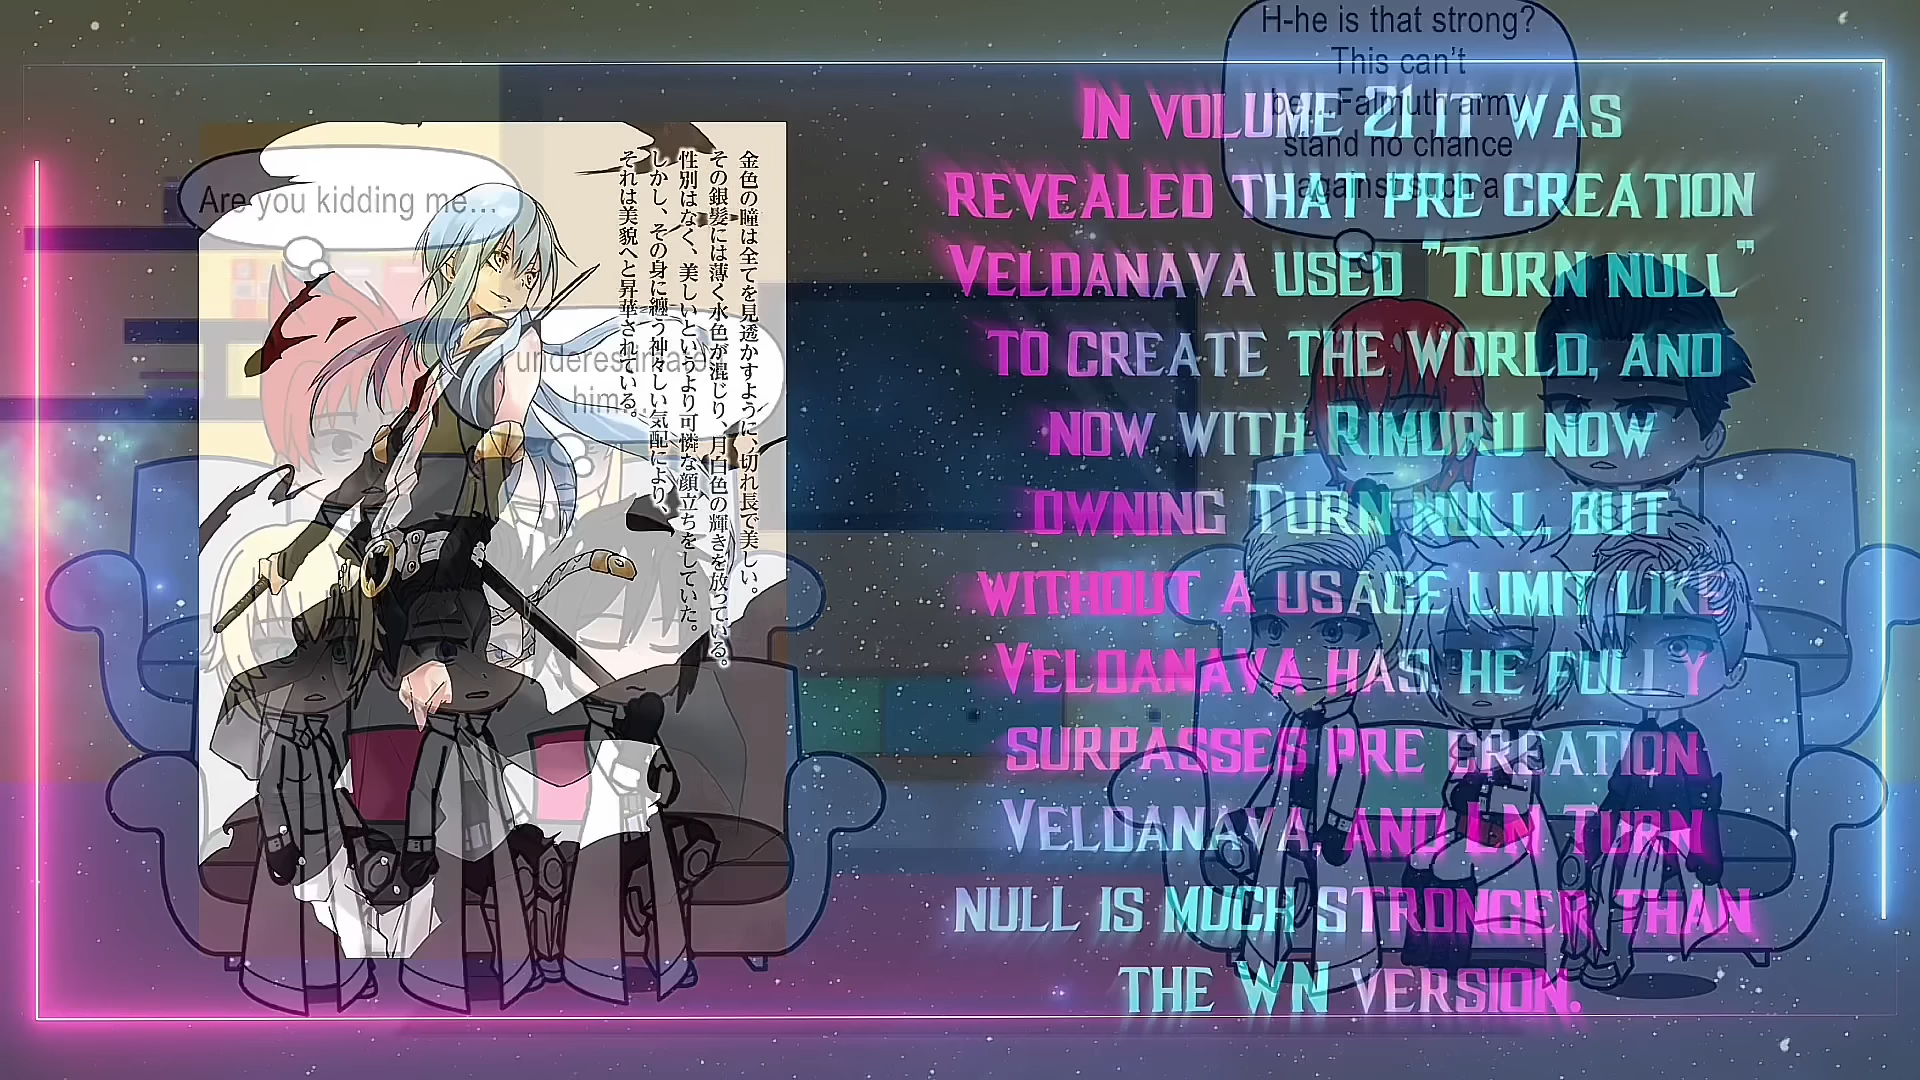 Are you kidding me...
I underestimated
him...
金色の瞳は全てを見透かすように、切れ長で美しい。
その銀髪には薄く水色が混じり、月白色の輝きを放っている。
性別はなく、美しいというより可憐な顔立ちをしていた。
しかし、その身に纏う神々しい気配により、
それは美貌へと昇華されている。
H-he is that strong?
This can't
be...Falmuth army
stand no chance
against such a
IN VOLUME 21 IT WAS
REVEALED THAT PRE CREATION
VELDANAVA USED "TURN NULL"
TO CREATE THE WORLD, AND
NOW WITH RIMURU NOW
OWNING TURN NULL, BUT
WITHOUT A USAGE LIMIT LIKE
VELDANAVA HAS. HE FULLY
SURPASSES PRE CREATION
VELDANAVA, AND LN TURN
NULL IS MUCH STRONGER THAN
THE WN VERSION.